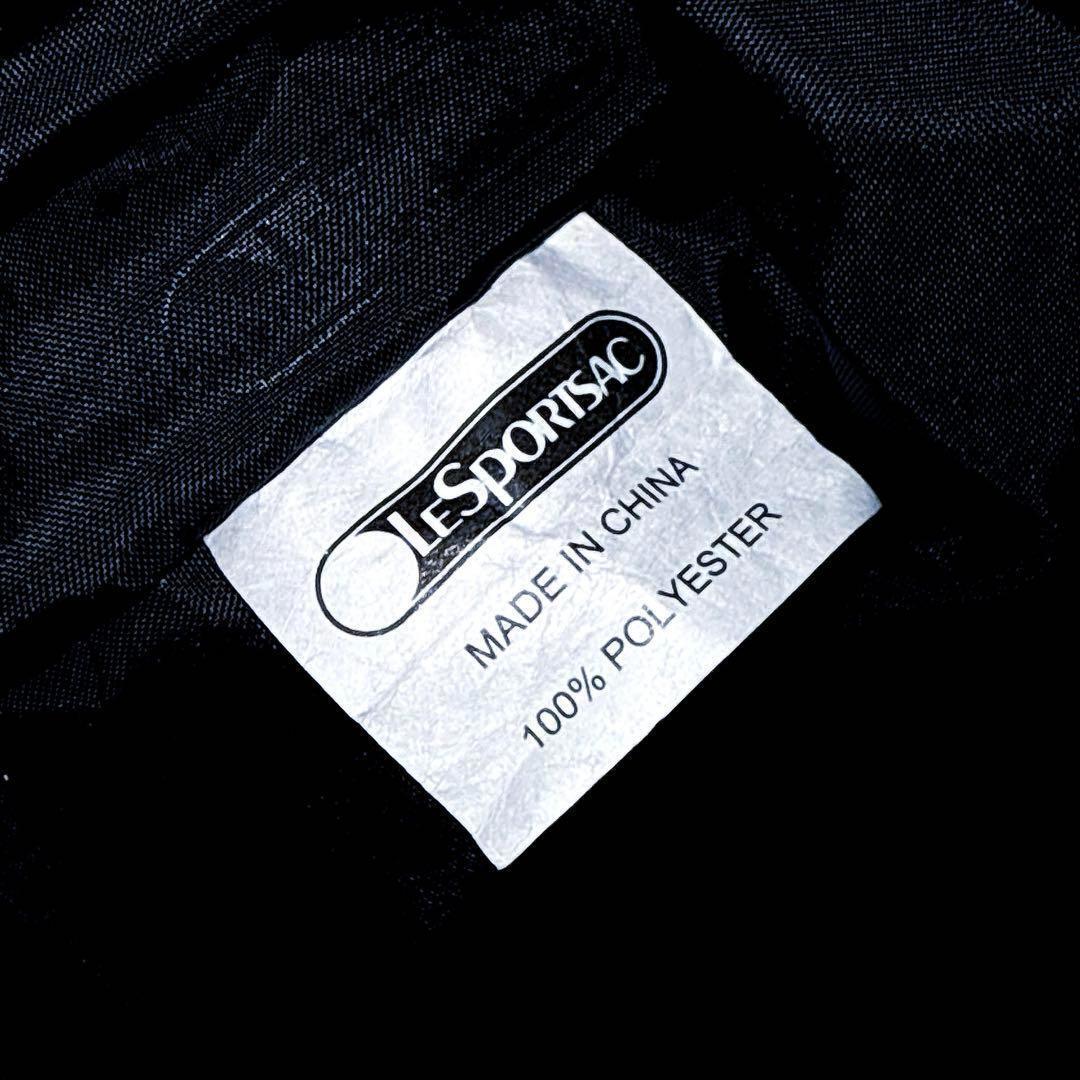 LESPORTSAC
MADE IN CHINA
100% POLYESTER